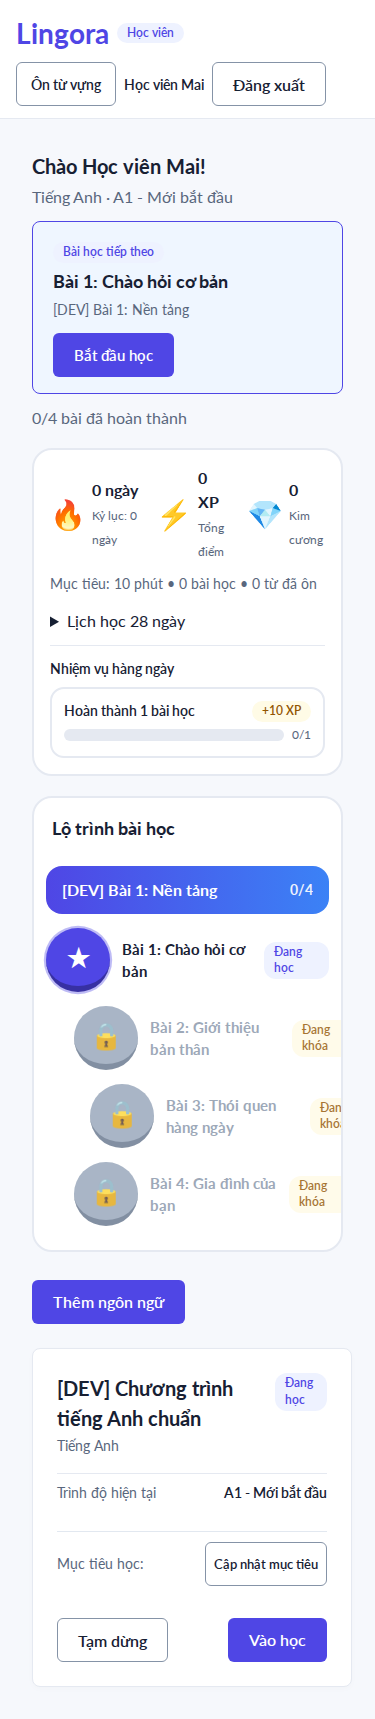 Lingora Học viên
Ôn từ vựng Học viên Mai Đăng xuất
Chào Học viên Mai!
Tiếng Anh · A1 - Mới bắt đầu
Bài học tiếp theo
Bài 1: Chào hỏi cơ bản
[DEV] Bài 1: Nền tảng
Bắt đầu học
0/4 bài đã hoàn thành
0 ngày
Kỷ lục: 0
ngày
0
XP
Tổng
điểm
0
Kim
cương
Mục tiêu: 10 phút • 0 bài học • 0 từ đã ôn
Lịch học 28 ngày
Nhiệm vụ hàng ngày
Hoàn thành 1 bài học +10 XP
0/1
Lộ trình bài học
[DEV] Bài 1: Nền tảng 0/4
Bài 1: Chào hỏi cơ
bản
Đang
học
Bài 2: Giới thiệu
bản thân
Đang
khóa
Bài 3: Thói quen
hàng ngày
Bài 4: Gia đình của
bạn
Đang
khóa
Thêm ngôn ngữ
[DEV] Chương trình
tiếng Anh chuẩn
Đang
học
Tiếng Anh
Trình độ hiện tại A1 - Mới bắt đầu
Mục tiêu học: Cập nhật mục tiêu
Tạm dừng Vào học